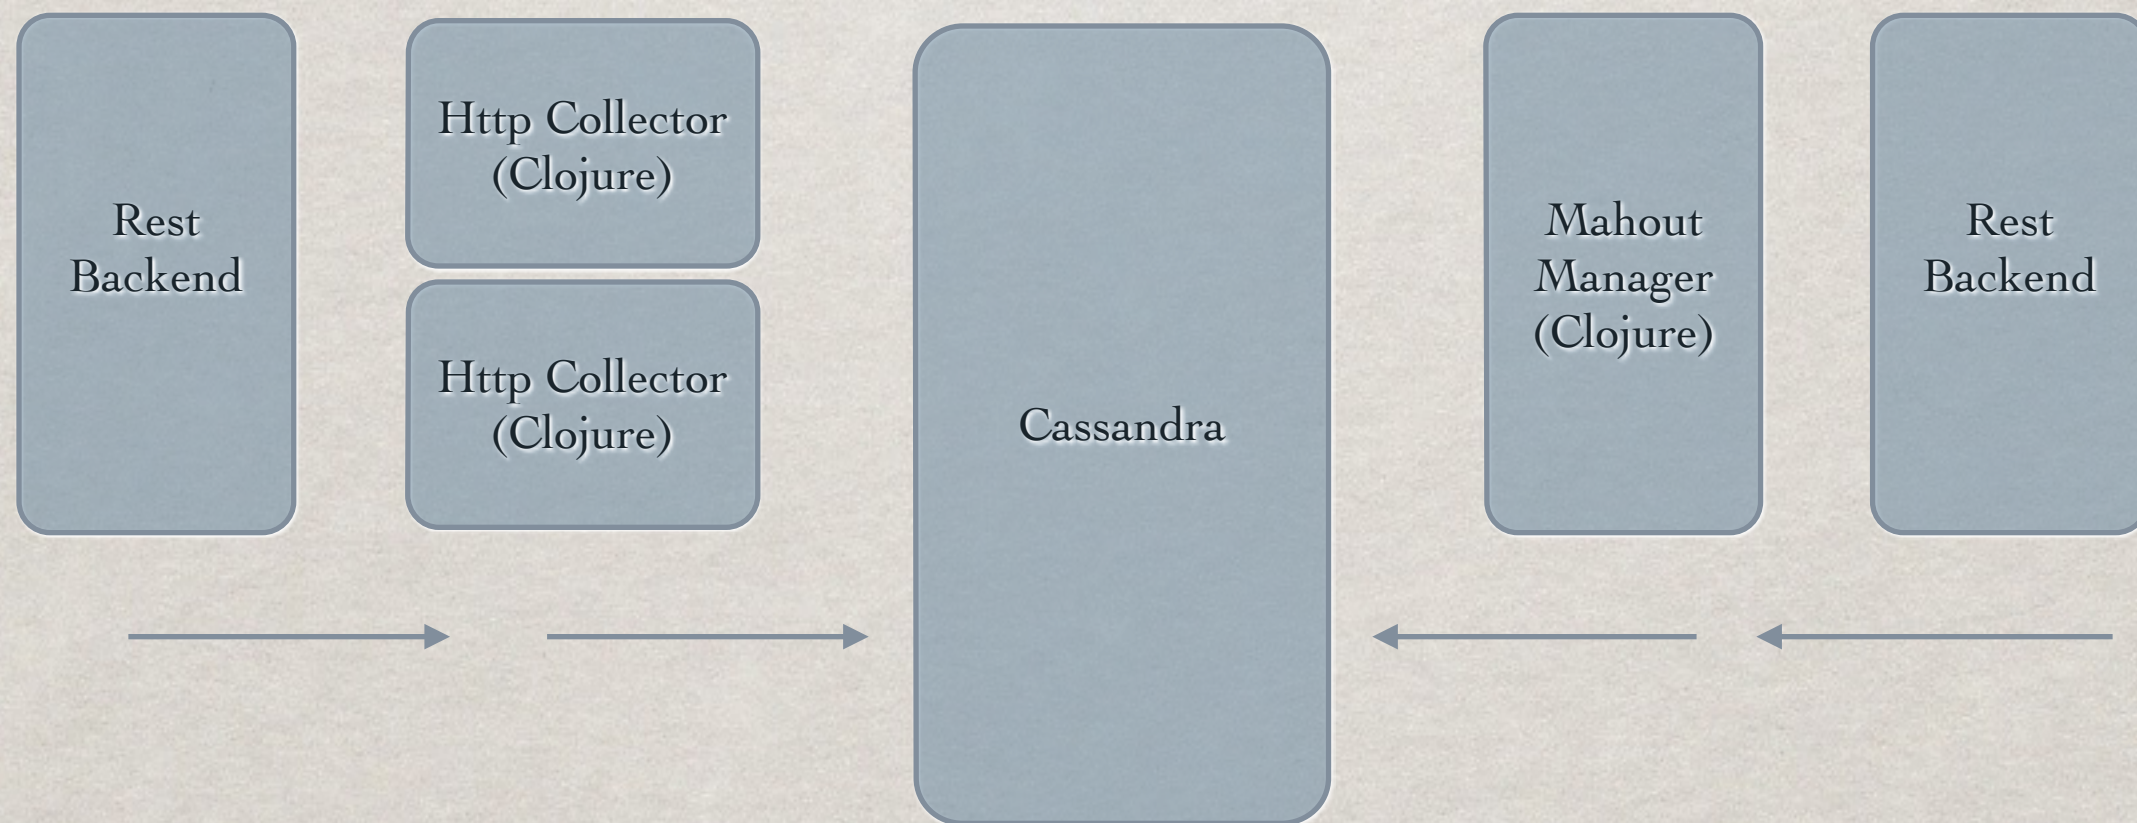 Rest
Backend
Http Collector
(Clojure)
Http Collector
(Clojure)
Cassandra
Mahout
Manager
(Clojure)
Rest
Backend